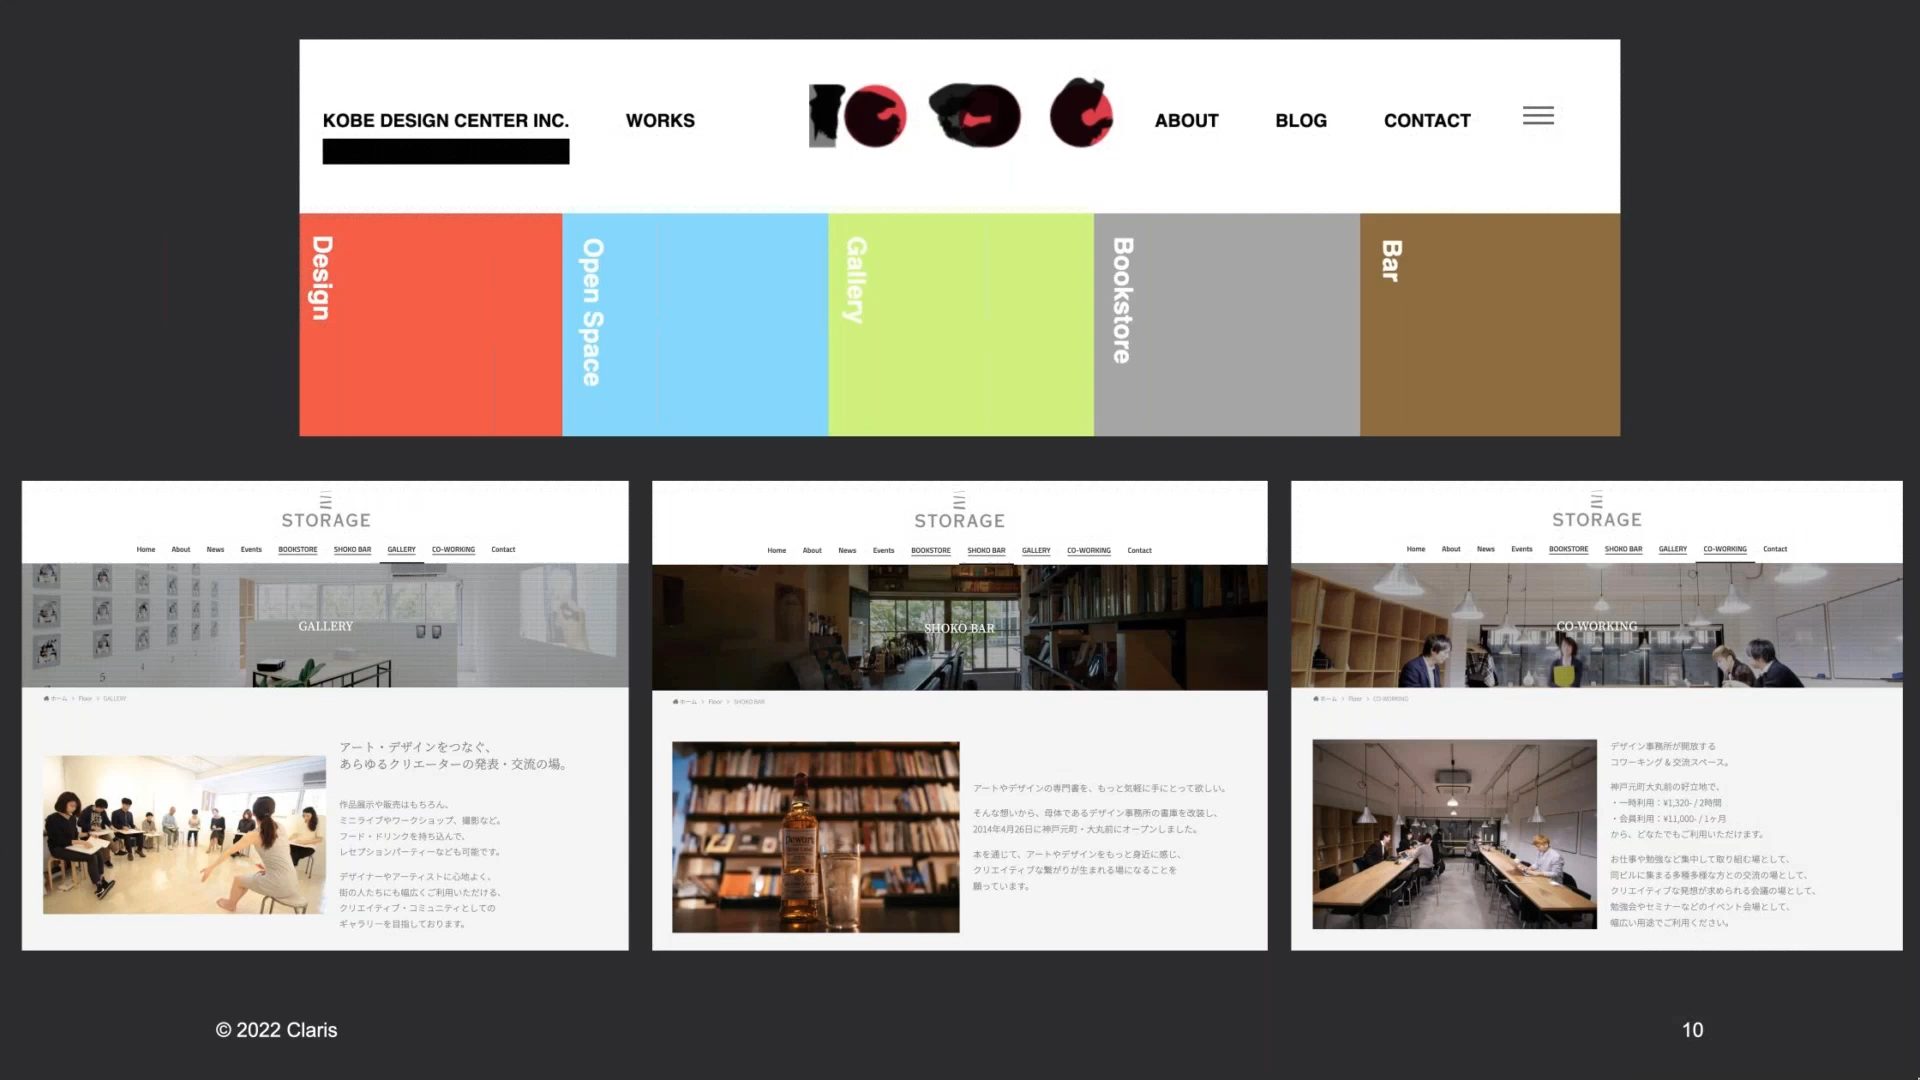 KOBE DESIGN CENTER INC.
WORKS
ABOUT
BLOG
CONTACT
Design
Open Space
Gallery
Bookstore
Bar
STORAGE
Home About News Events BOOKSTORE SHOKO BAR GALLERY CO-WORKING Contact
GALLERY
ホーム > Floor > GALLERY
アート・デザインをつなぐ、
あらゆるクリエーターの発表・交流の場。
作品展示や販売はもちろん、
ミニライブやワークショップ、撮影など。
フード・ドリンクを持ち込んで、
レセプションパーティーなども可能です。
デザイナーやアーティストに心地よく、
街の人たちにも幅広くご利用いただける、
クリエイティブ・コミュニティとしての
ギャラリーを目指しております。
STORAGE
Home About News Events BOOKSTORE SHOKO BAR GALLERY CO-WORKING Contact
SHOKO BAR
ホーム > Floor > SHOKO BAR
アートやデザインの専門書を、もっと気軽に手にとって欲しい。
そんな想いから、母体であるデザイン事務所の書庫を改装し、
2014年4月26日に神戸元町・大丸前にオープンしました。
本を通じて、アートやデザインをもっと身近に感じ、
クリエイティブな繋がりが生まれる場になることを
願っています。
Dewar's
STORAGE
Home About News Events BOOKSTORE SHOKO BAR GALLERY CO-WORKING Contact
CO-WORKING
ホーム > Floor > CO-WORKING
デザイン事務所が開放する
コワーキング & 交流スペース。
神戸元町大丸前の好立地で、
・一時利用：¥1,320- / 2時間
・会員利用：¥11,000- / 1ヶ月
から、どなたでもご利用いただけます。
お仕事や勉強など集中して取り組む場として、
同ビルに集まる多種多様な方との交流の場として、
クリエイティブな発想が求められる会議の場として、
勉強会やセミナーなどのイベント会場として、
幅広い用途でご利用ください。
© 2022 Claris
10